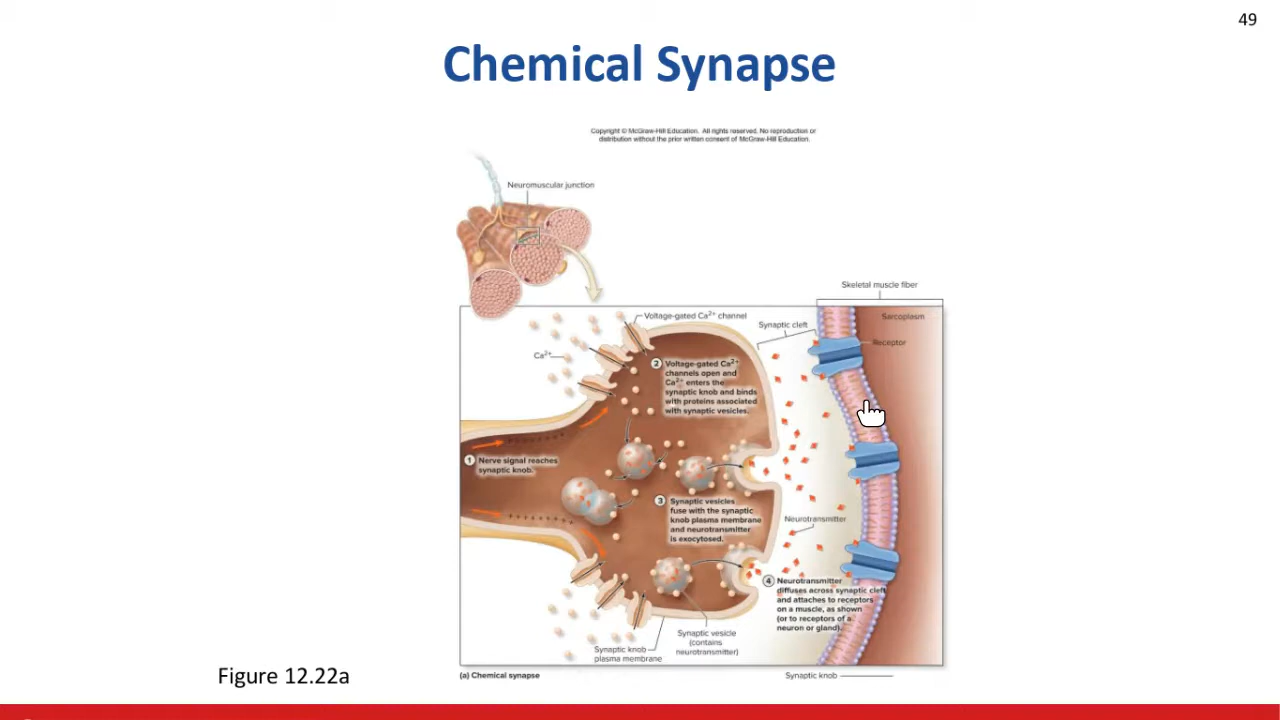 49
Chemical Synapse
Copyright © McGraw-Hill Education. All rights reserved. No reproduction or
distribution without the prior written consent of McGraw-Hill Education.
Neuromuscular junction
Skeletal muscle fiber
Voltage-gated Ca2+ channel
Sarcoplasm
Synaptic cleft
Receptor
Ca2+
2 Voltage-gated Ca2+
channels open and
Ca2+ enters the
synaptic knob and binds
with proteins associated
with synaptic vesicles.
1 Nerve signal reaches
synaptic knob.
3 Synaptic vesicles
fuse with the synaptic
knob plasma membrane
and neurotransmitter
is exocytosed.
Neurotransmitter
4 Neurotransmitter
diffuses across synaptic cleft
and attaches to receptors
on a muscle, as shown
(or to receptors of a
neuron or gland).
Synaptic vesicle
(contains
neurotransmitter)
Synaptic knob
plasma membrane
(a) Chemical synapse
Synaptic knob
Figure 12.22a